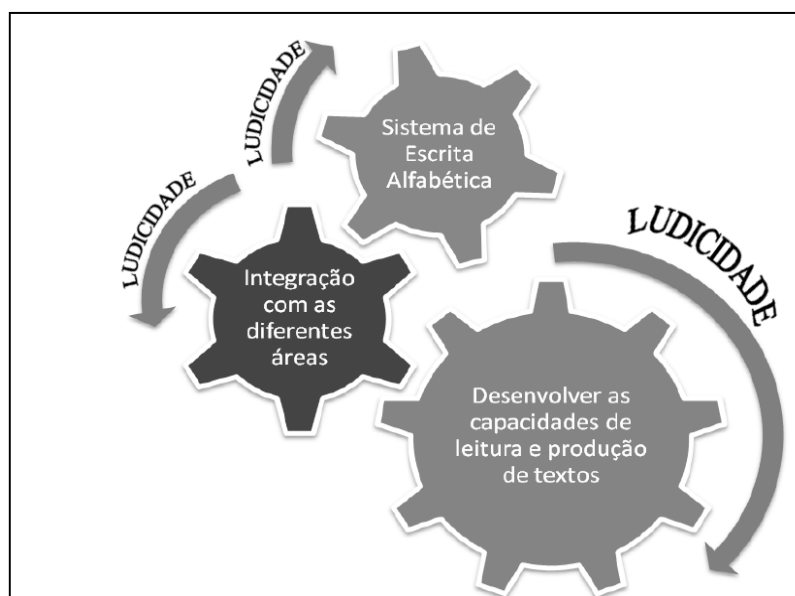 LUDICIDADE
Sistema de
Escrita
Alfabética
LUDICIDADE
Integração
com as
diferentes
áreas
LUDICIDADE
Desenvolver as
capacidades de
leitura e produção
de textos